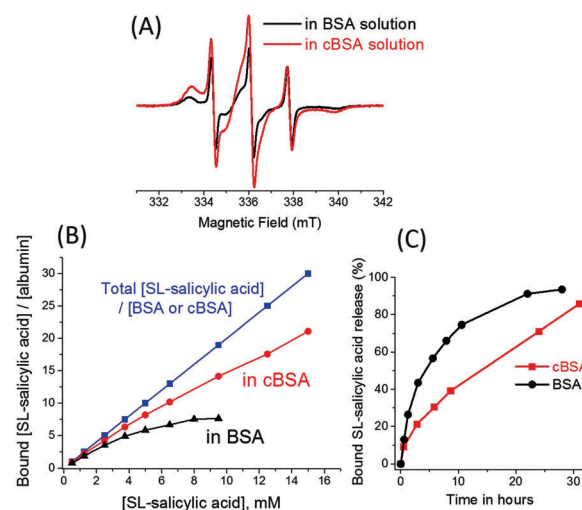 (A)
in BSA solution
in cBSA solution
332 334 336 338 340 342
Magnetic Field (mT)
(B)
Bound [SL-salicylic acid] / [albumin]
30
25
20
15
10
5
0
Total [SL-salicylic acid]
/ [BSA or cBSA]
in cBSA
in BSA
0 2 4 6 8 10 12 14 16
[SL-salicylic acid], mM
(C)
Bound SL-salicylic acid release (%)
100
80
60
40
20
0
cBSA
BSA
0 10 20 30
Time in hours